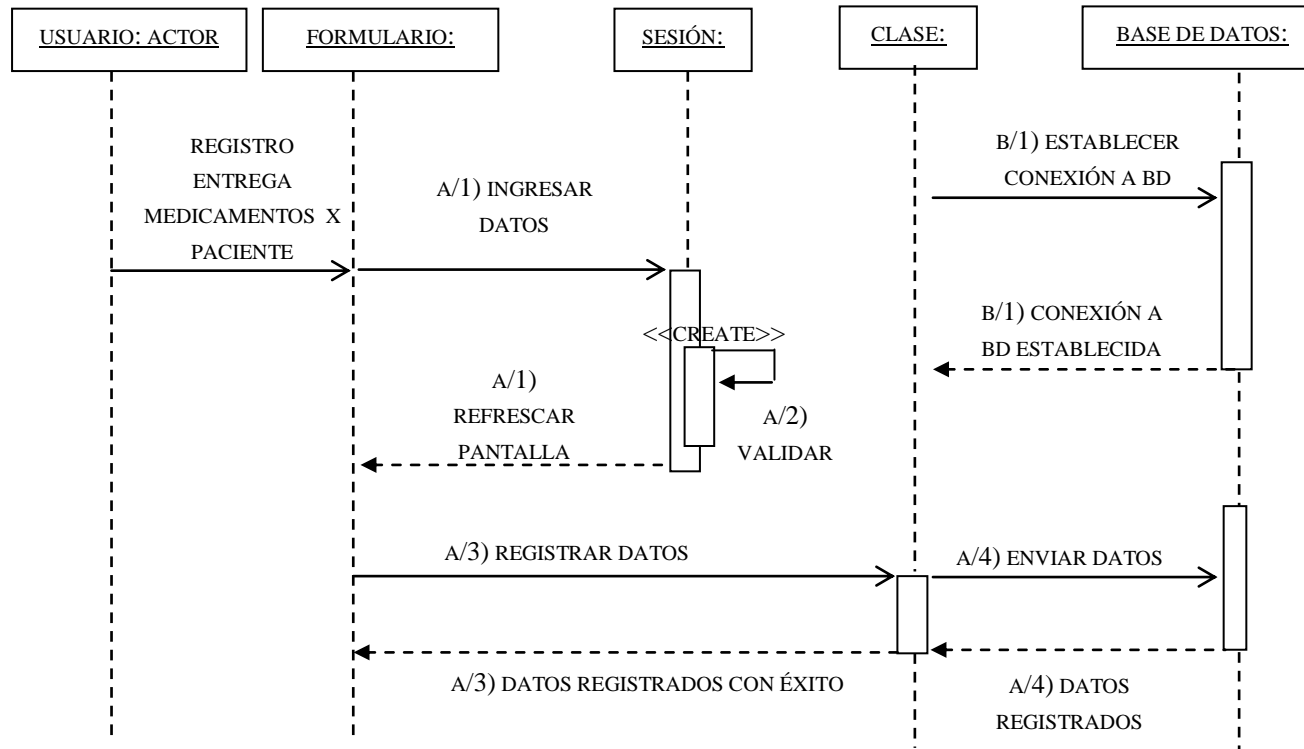 USUARIO: ACTOR
FORMULARIO:
SESIÓN:
CLASE:
BASE DE DATOS:
REGISTRO
ENTREGA
MEDICAMENTOS X
PACIENTE
A/1) INGRESAR
DATOS
B/1) ESTABLECER
CONEXIÓN A BD
<<CREATE>>
B/1) CONEXIÓN A
BD ESTABLECIDA
A/1)
REFRESCAR
PANTALLA
A/2)
VALIDAR
A/3) REGISTRAR DATOS
A/4) ENVIAR DATOS
A/3) DATOS REGISTRADOS CON ÉXITO
A/4) DATOS
REGISTRADOS